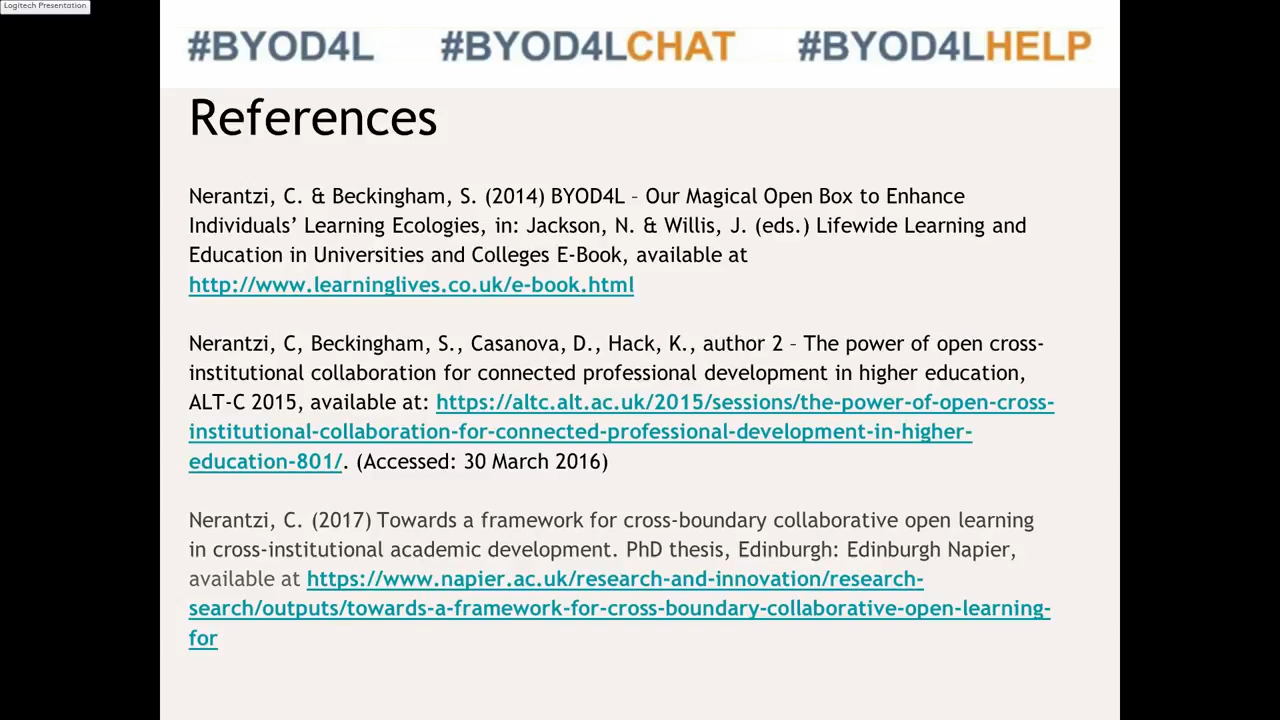 Logitech Presentation
#BYOD4L #BYOD4LCHAT #BYOD4LHELP
References
Nerantzi, C. & Beckingham, S. (2014) BYOD4L – Our Magical Open Box to Enhance
Individuals’ Learning Ecologies, in: Jackson, N. & Willis, J. (eds.) Lifewide Learning and
Education in Universities and Colleges E-Book, available at
http://www.learninglives.co.uk/e-book.html
Nerantzi, C, Beckingham, S., Casanova, D., Hack, K., author 2 – The power of open cross-
institutional collaboration for connected professional development in higher education,
ALT-C 2015, available at: https://altc.alt.ac.uk/2015/sessions/the-power-of-open-cross-
institutional-collaboration-for-connected-professional-development-in-higher-
education-801/. (Accessed: 30 March 2016)
Nerantzi, C. (2017) Towards a framework for cross-boundary collaborative open learning
in cross-institutional academic development. PhD thesis, Edinburgh: Edinburgh Napier,
available at https://www.napier.ac.uk/research-and-innovation/research-
search/outputs/towards-a-framework-for-cross-boundary-collaborative-open-learning-
for